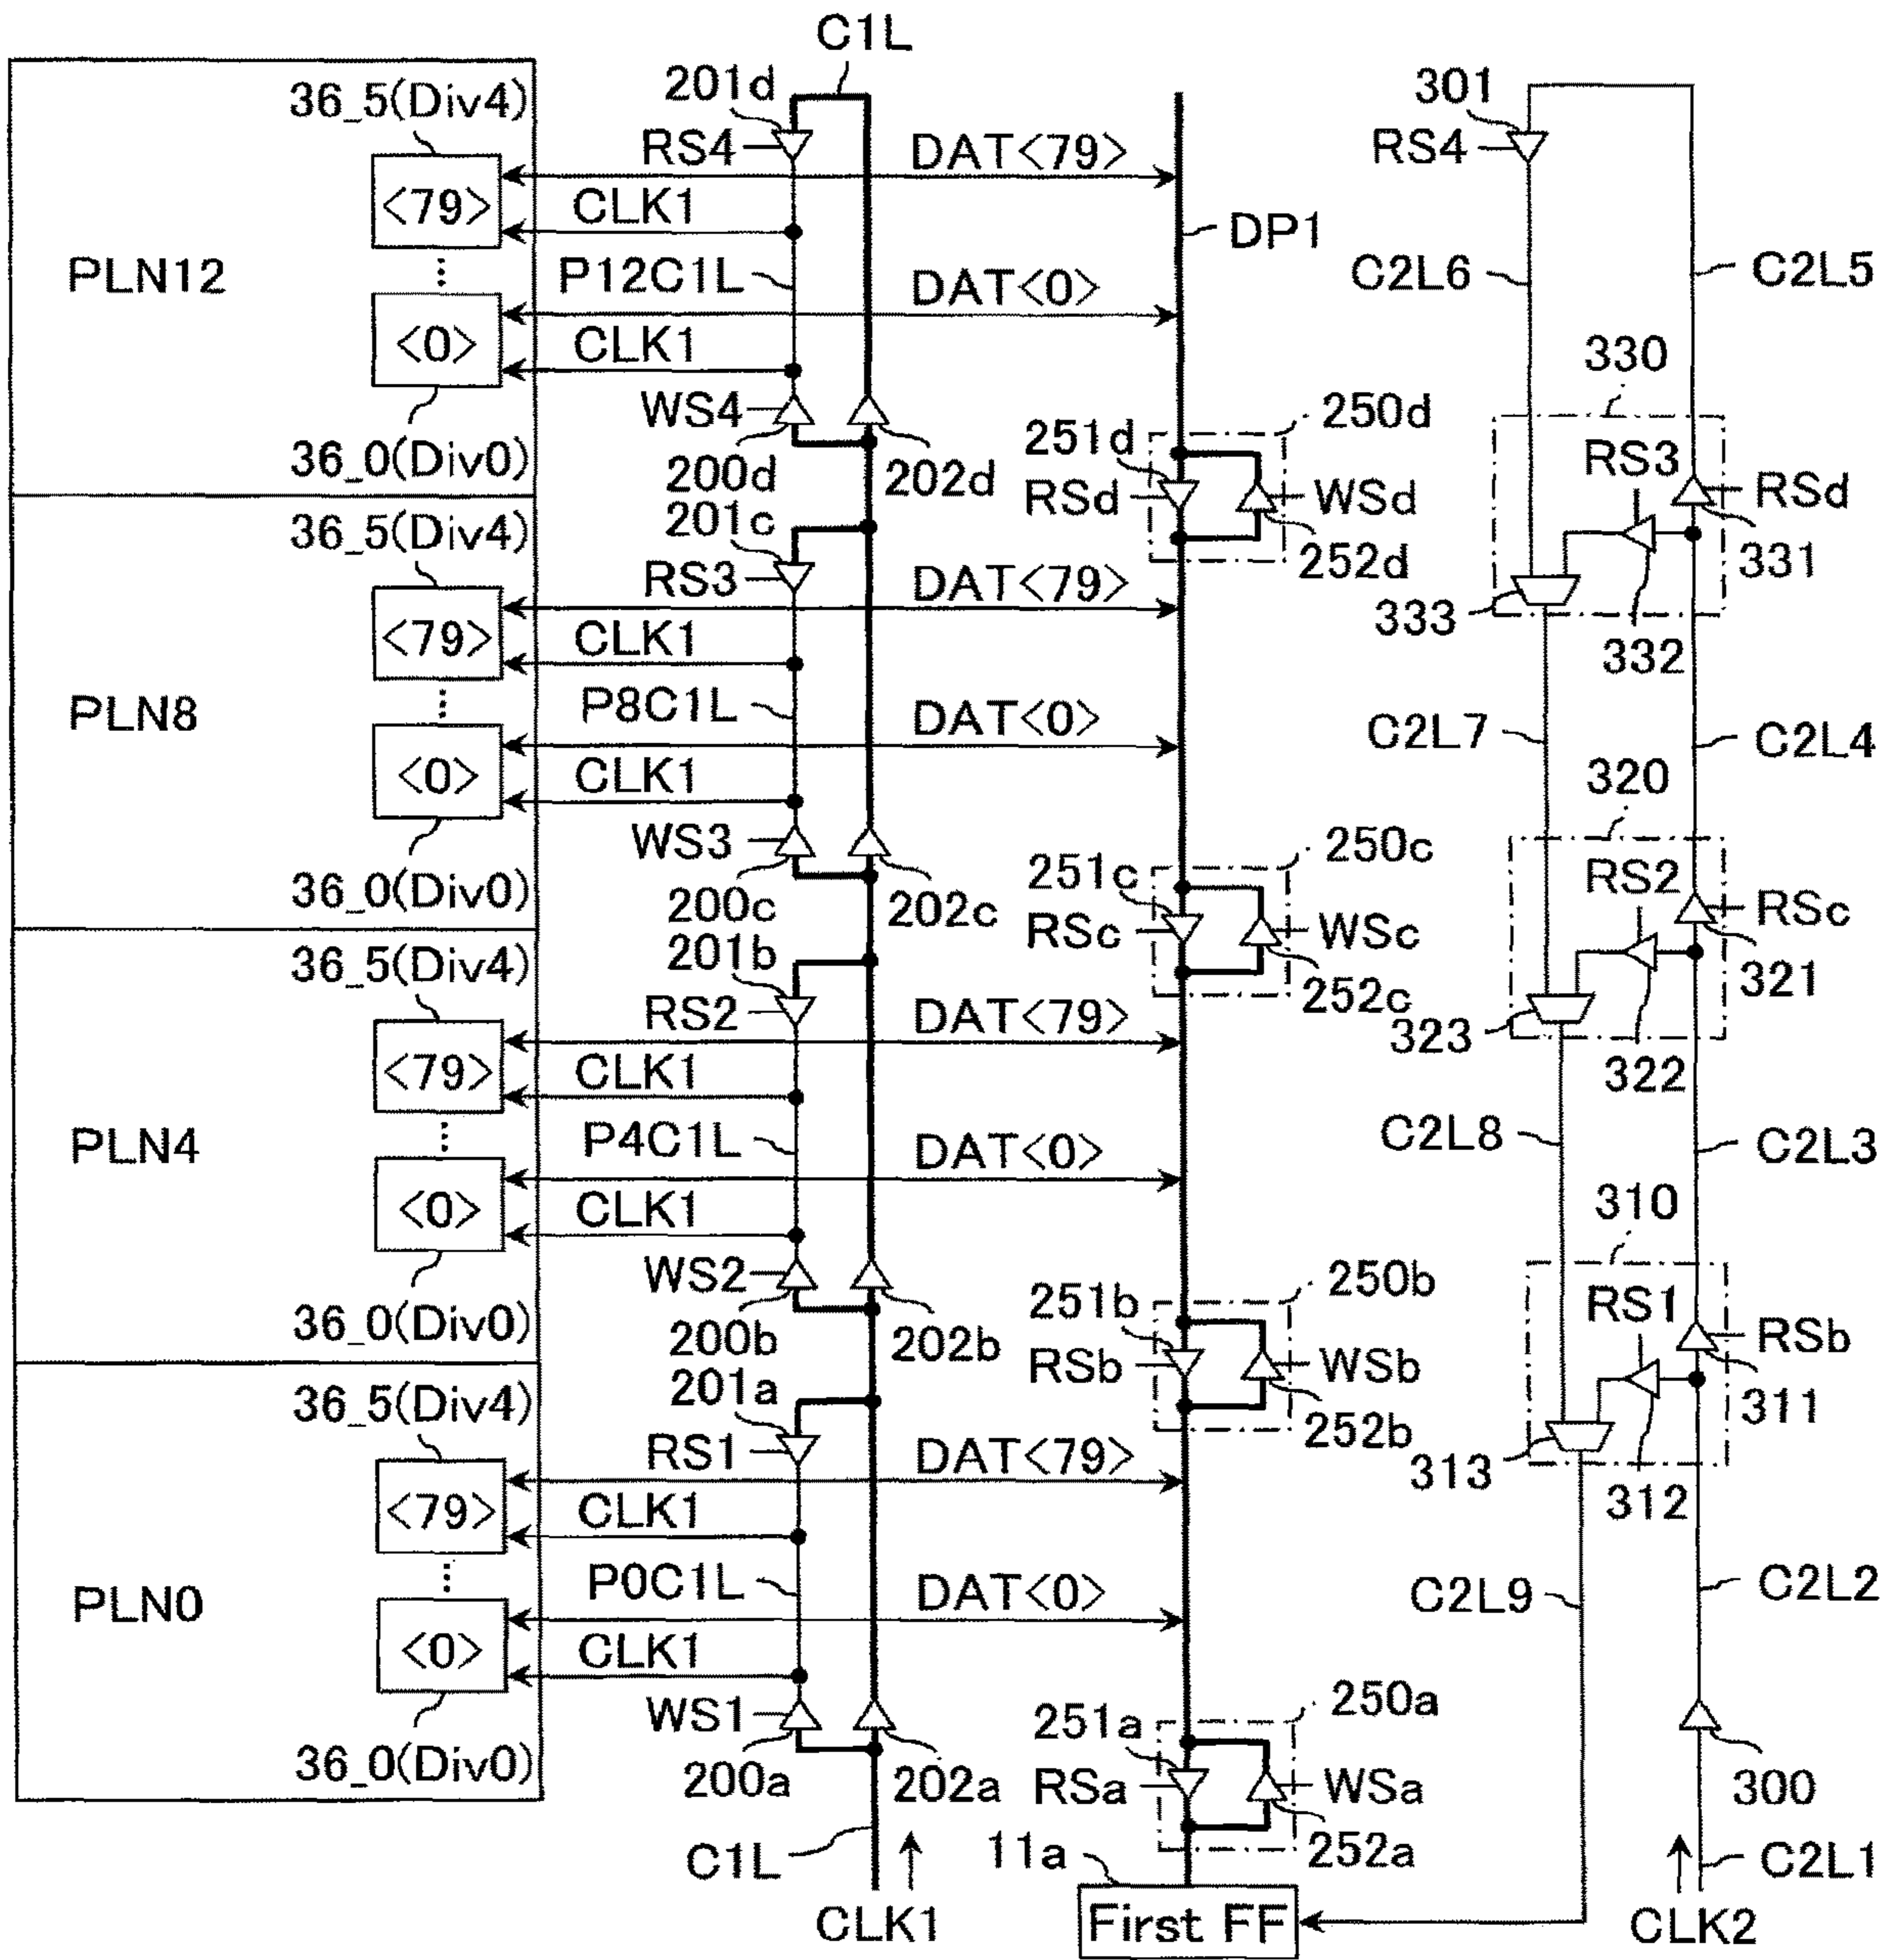 C1L
36_5(Div4)
201d
301
RS4
DAT<79>
RS4
<79>
CLK1
DP1
PLN12
P12C1L
DAT<0>
C2L6
C2L5
<0>
CLK1
330
WS4
250d
36_0(Div0)
200d
202d
251d
RS3
RSd
WSd
RSd
36_5(Div4)
201c
252d
331
RS3
DAT<79>
333
332
<79>
CLK1
PLN8
P8C1L
DAT<0>
C2L7
C2L4
<0>
CLK1
320
WS3
250c
36_0(Div0)
200c
202c
251c
RS2
RSc
WSc
RSc
36_5(Div4)
201b
252c
321
RS2
DAT<79>
323
322
<79>
CLK1
PLN4
P4C1L
DAT<0>
C2L8
C2L3
<0>
CLK1
310
WS2
250b
36_0(Div0)
200b
202b
251b
RS1
RSb
WSb
RSb
36_5(Div4)
201a
252b
311
RS1
DAT<79>
313
312
<79>
CLK1
PLN0
P0C1L
DAT<0>
C2L9
C2L2
<0>
CLK1
WS1
250a
36_0(Div0)
200a
202a
251a
RSa
WSa
300
C1L
11a
252a
C2L1
CLK1
First FF
CLK2